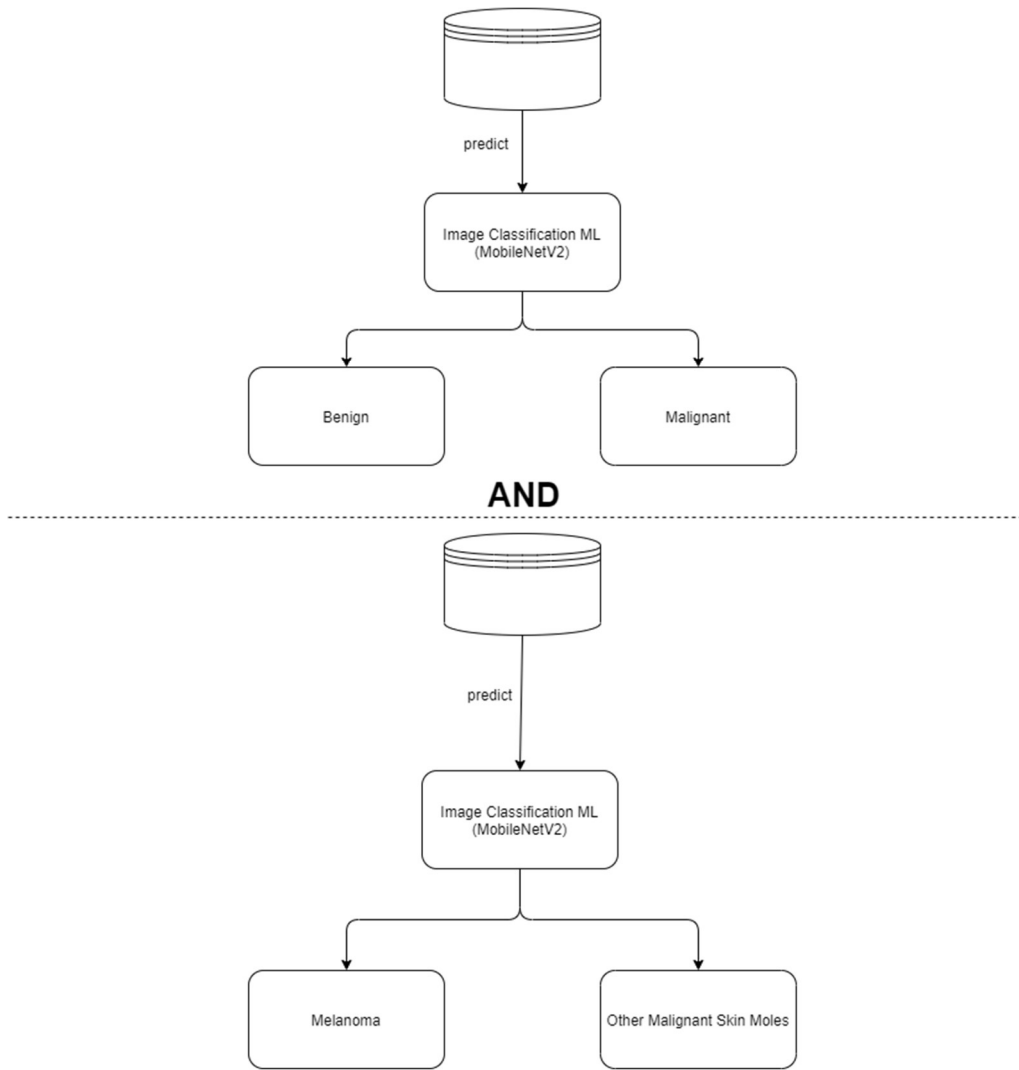 predict
Image Classification ML
(MobileNetV2)
Benign
Malignant
AND
predict
Image Classification ML
(MobileNetV2)
Melanoma
Other Malignant Skin Moles